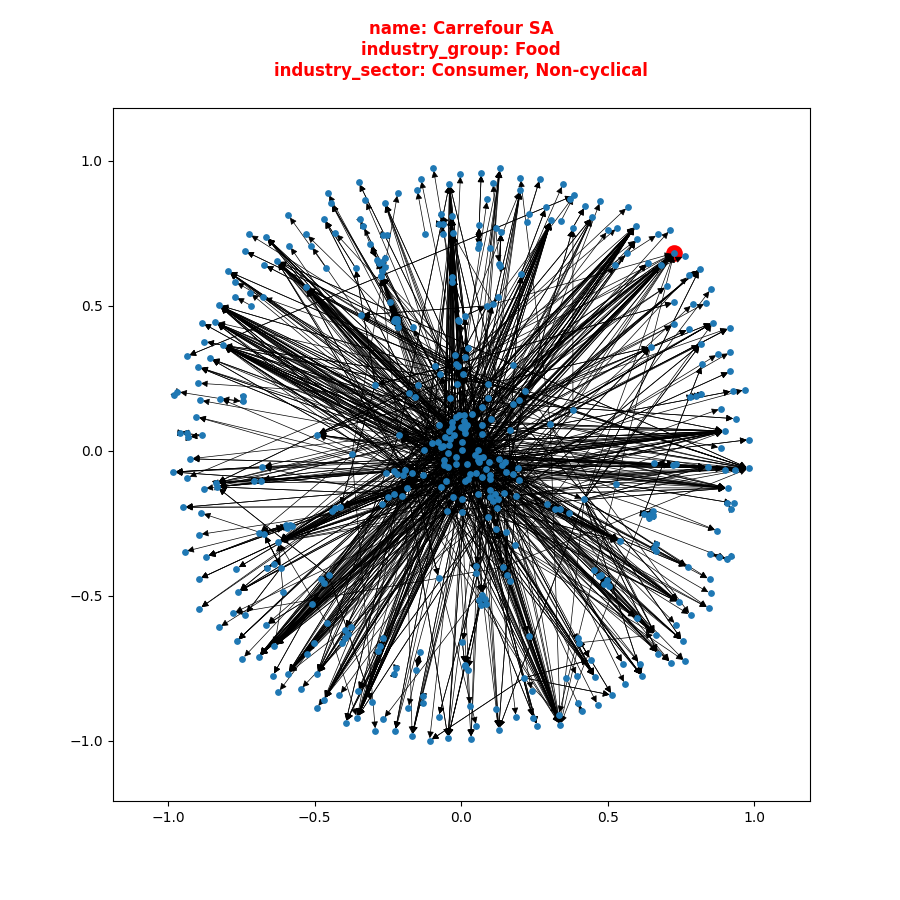 name: Carrefour SA
industry_group: Food
industry_sector: Consumer, Non-cyclical
1.0
0.5
0.0
−0.5
−1.0
−1.0 −0.5 0.0 0.5 1.0